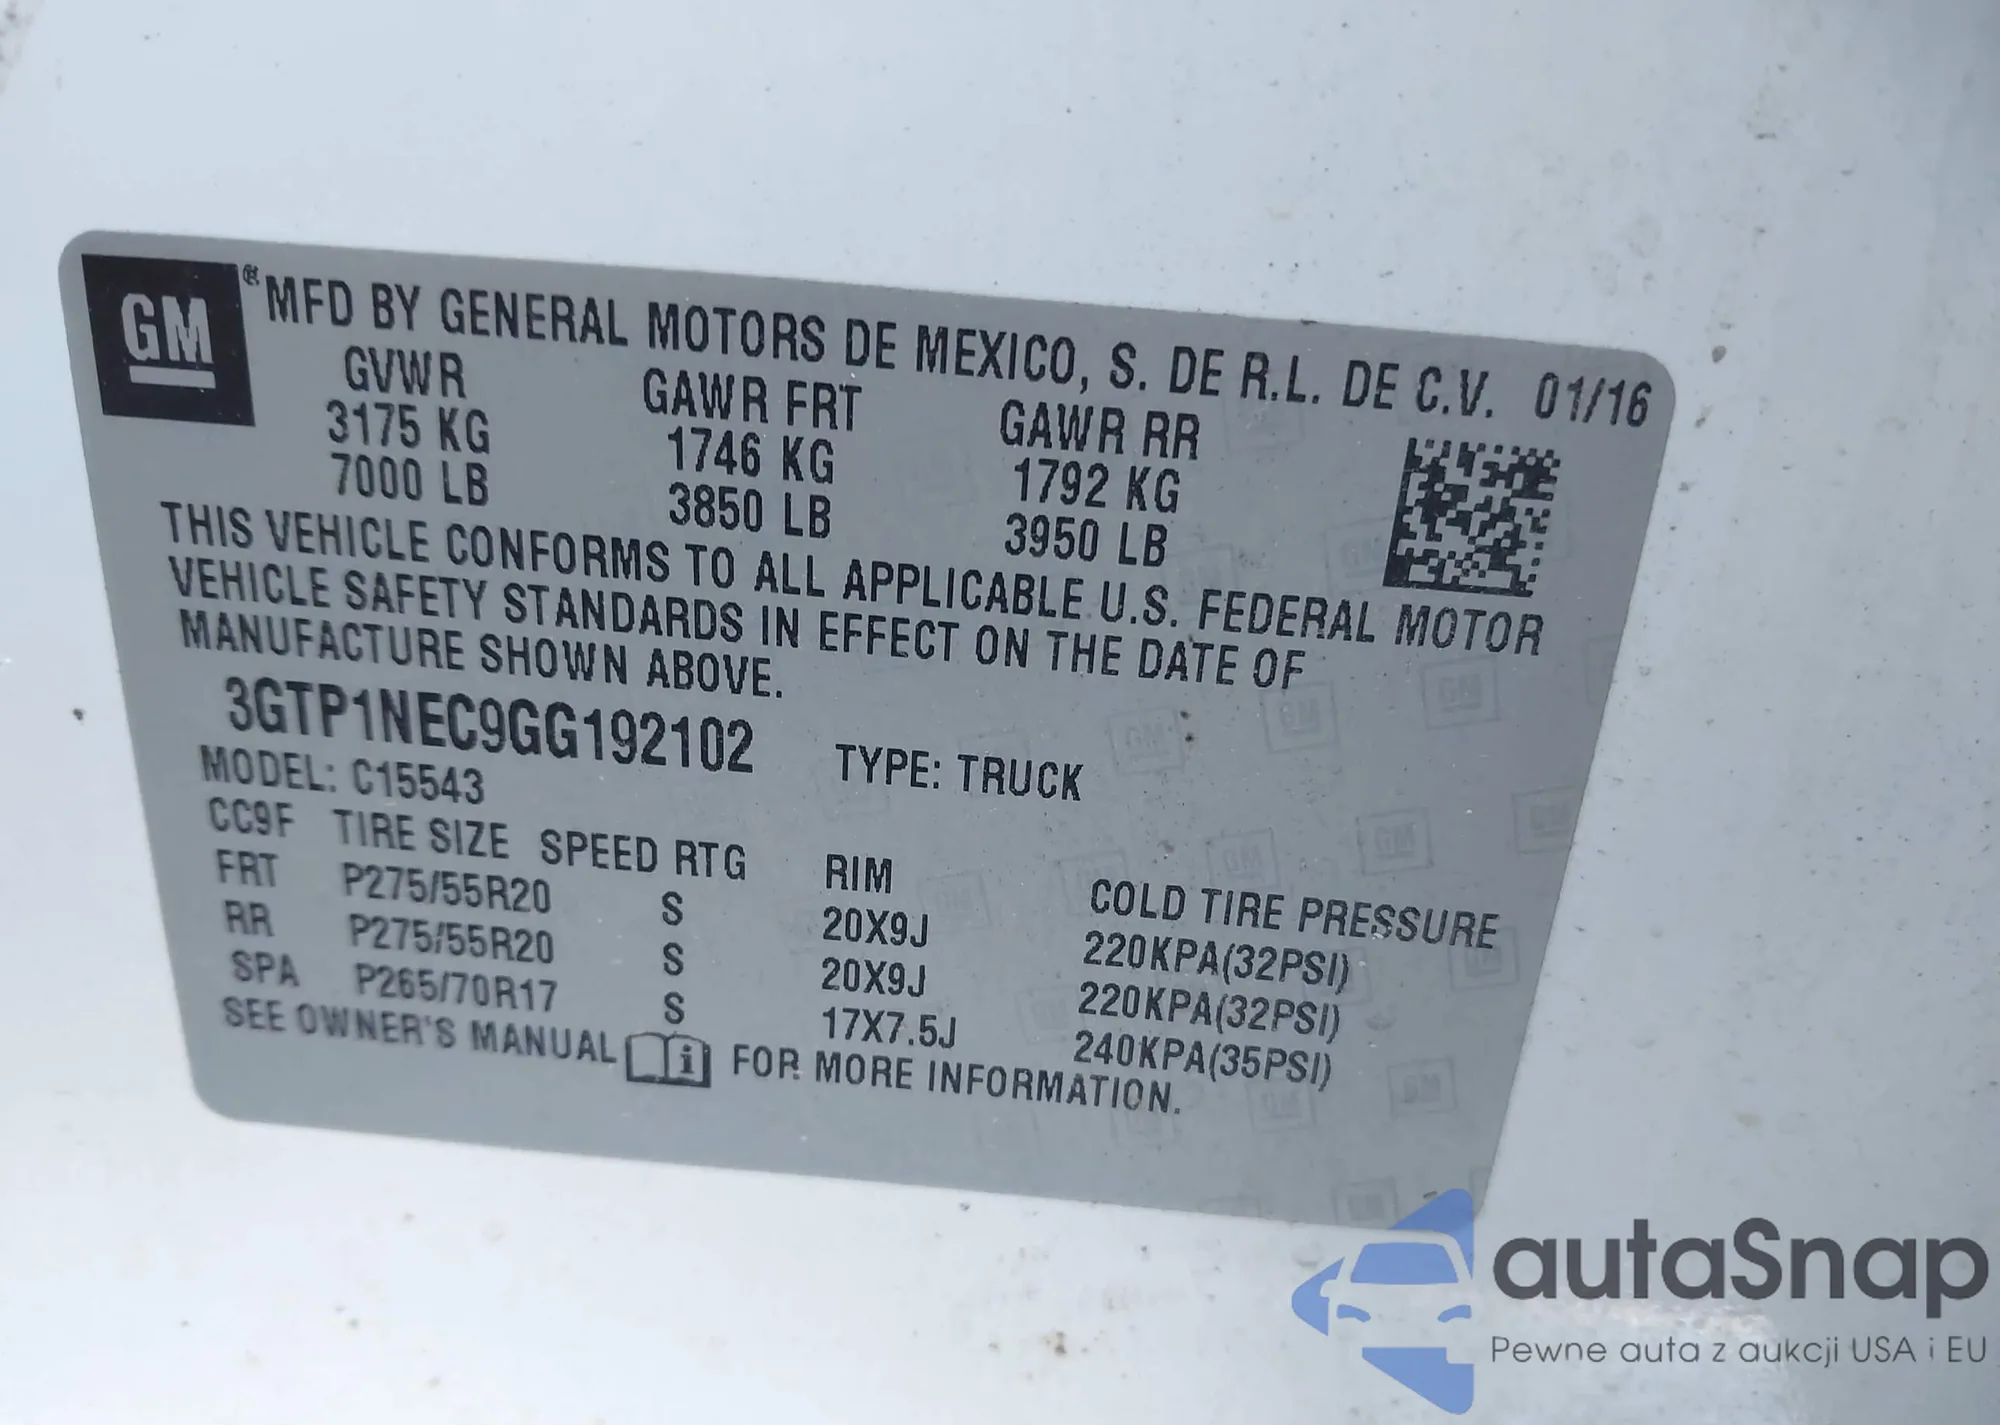 GM ® MFD BY GENERAL MOTORS DE MEXICO, S. DE R.L. DE C.V. 01/16
GVWR GAWR FRT GAWR RR
3175 KG 1746 KG 1792 KG
7000 LB 3850 LB 3950 LB
THIS VEHICLE CONFORMS TO ALL APPLICABLE U.S. FEDERAL MOTOR
VEHICLE SAFETY STANDARDS IN EFFECT ON THE DATE OF
MANUFACTURE SHOWN ABOVE.
3GTP1NEC9GG192102 TYPE: TRUCK
MODEL: C15543
CC9F TIRE SIZE SPEED RTG RIM COLD TIRE PRESSURE
FRT P275/55R20 S 20X9J 220KPA(32PSI)
RR P275/55R20 S 20X9J 220KPA(32PSI)
SPA P265/70R17 S 17X7.5J 240KPA(35PSI)
SEE OWNER'S MANUAL i FOR MORE INFORMATION.
autaSnap
Pewne auta z aukcji USA i EU